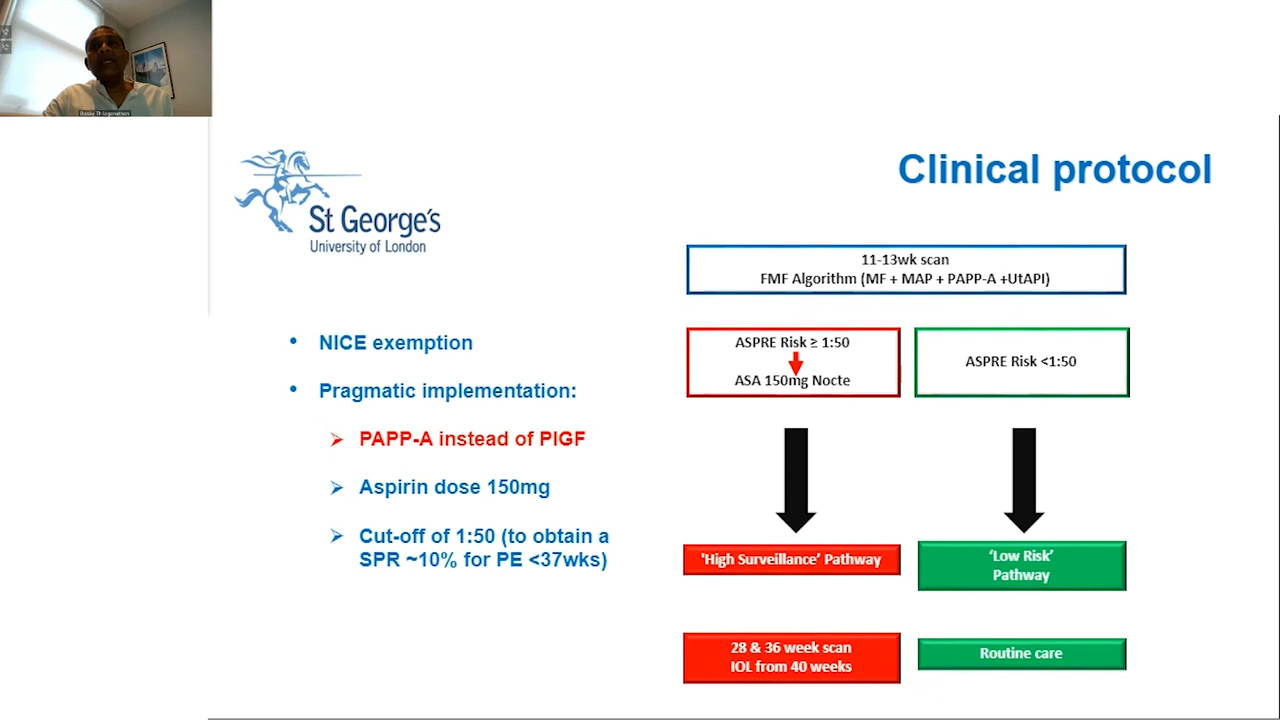 St George's
University of London
Clinical protocol
• NICE exemption
• Pragmatic implementation:
➢ PAPP-A instead of PlGF
➢ Aspirin dose 150mg
➢ Cut-off of 1:50 (to obtain a
SPR ~10% for PE <37wks)
11-13wk scan
FMF Algorithm (MF + MAP + PAPP-A +UtAPI)
ASPRE Risk ≥ 1:50
ASA 150mg Nocte
ASPRE Risk <1:50
'High Surveillance’ Pathway
‘Low Risk’
Pathway
28 & 36 week scan
IOL from 40 weeks
Routine care